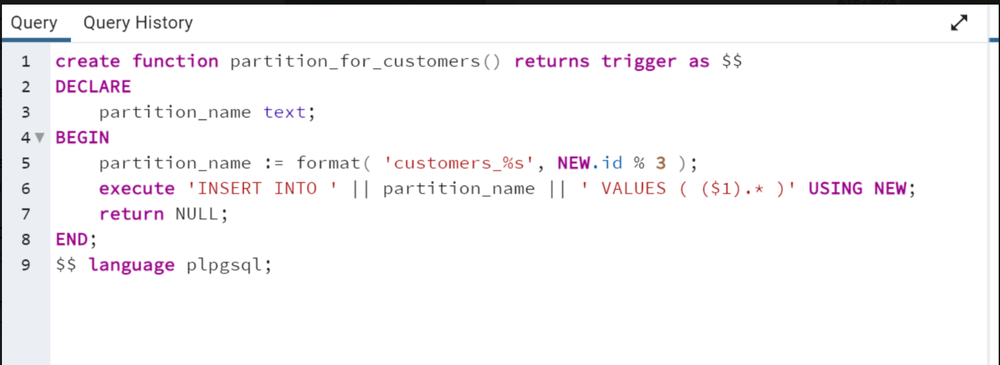 Query Query History
1 create function partition_for_customers() returns trigger as $$
2 DECLARE
3     partition_name text;
4 BEGIN
5     partition_name := format( 'customers_%s', NEW.id % 3 );
6     execute 'INSERT INTO ' || partition_name || ' VALUES ( ($1).* )' USING NEW;
7     return NULL;
8 END;
9 $$ language plpgsql;